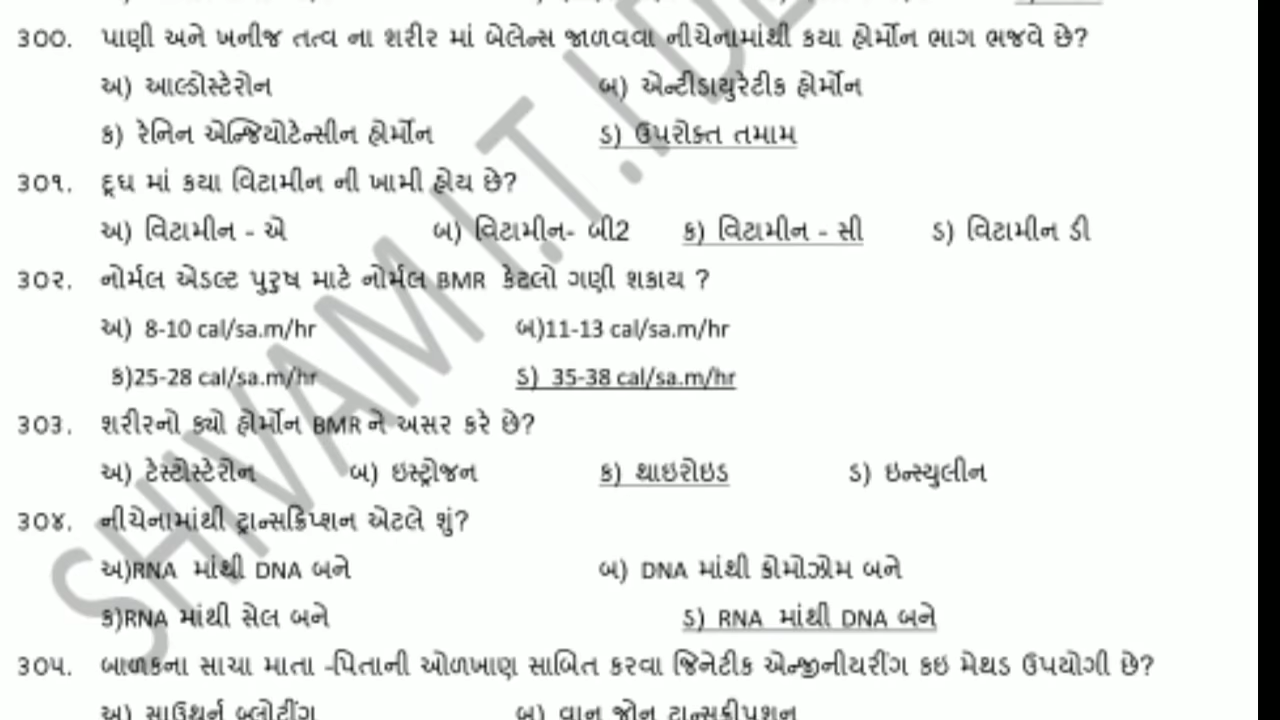 ૩૦૦. પાણી અને ખનીજ તત્વ ના શરીર માં બેલેન્સ જાળવવા નીચેનામાંથી કયા હોર્મોન ભાગ ભજવે છે?
અ) આલ્ડોસ્ટેરોન બ) એન્ટીડાયુરેટીક હોર્મોન
ક) રેનિન એન્જિયોટેન્સીન હોર્મોન ડ) ઉપરોક્ત તમામ
૩૦૧. દૂઘ માં કયા વિટામીન ની ખામી હોય છે?
અ) વિટામીન - એ બ) વિટામીન- બી2 ક) વિટામીન - સી ડ) વિટામીન ડી
૩૦૨. નોર્મલ એડલ્ટ પુરુષ માટે નોર્મલ BMR કેટલો ગણી શકાય ?
અ) 8-10 cal/sa.m/hr બ)11-13 cal/sa.m/hr
ક)25-28 cal/sa.m/hr ડ) 35-38 cal/sa.m/hr
૩૦૩. શરીરનો ક્યો હોર્મોન BMR ને અસર કરે છે?
અ) ટેસ્ટોસ્ટેરોન બ) ઇસ્ટ્રોજન ક) થાઇરોઇડ ડ) ઇન્સ્યુલીન
૩૦૪. નીચેનામાંથી ટ્રાન્સક્રિપ્શન એટલે શું?
અ)RNA માંથી DNA બને બ) DNA માંથી ક્રોમોઝોમ બને
ક)RNA માંથી સેલ બને ડ) RNA માંથી DNA બને
૩૦૫. બાળકના સાચા માતા -પિતાની ઓળખાણ સાબિત કરવા જિનેટીક એન્જીનીયરીંગ કઇ મેથડ ઉપયોગી છે?
અ) સાઉથર્ન બ્લોટીંગ બ) વાન જોન ટ્રાન્સક્રીપશન
SHIVAM T.I.DE